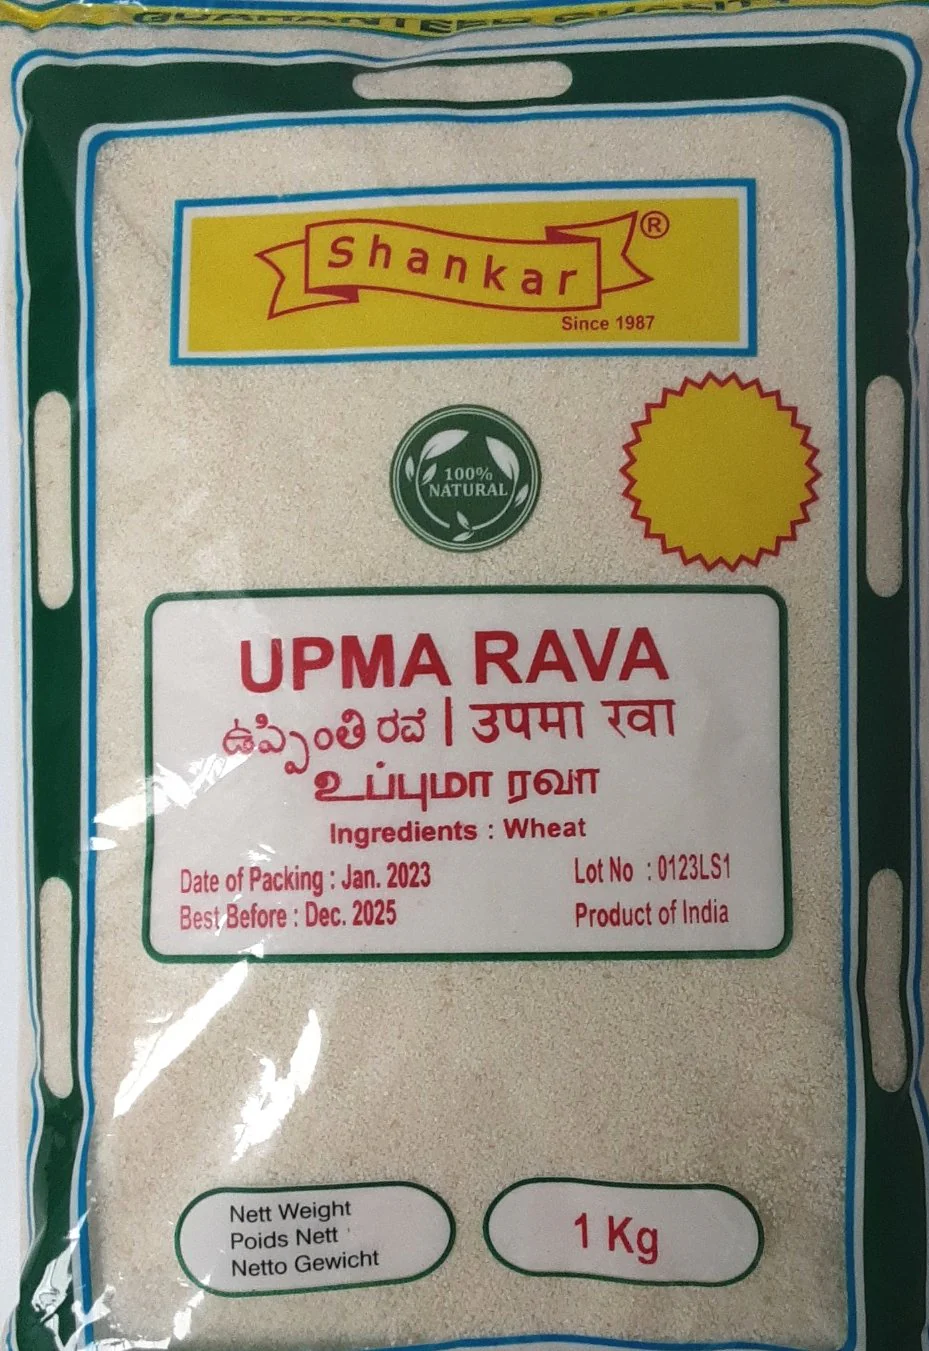 GUARANTEED QUALITY
Shankar ®
Since 1987
100%
NATURAL
UPMA RAVA
ఉప్పింతి రవే | उपमा रवा
உப்புமா ரவா
Ingredients : Wheat
Date of Packing : Jan. 2023
Lot No : 0123LS1
Best Before : Dec. 2025
Product of India
Nett Weight
Poids Nett
Netto Gewicht
1 Kg